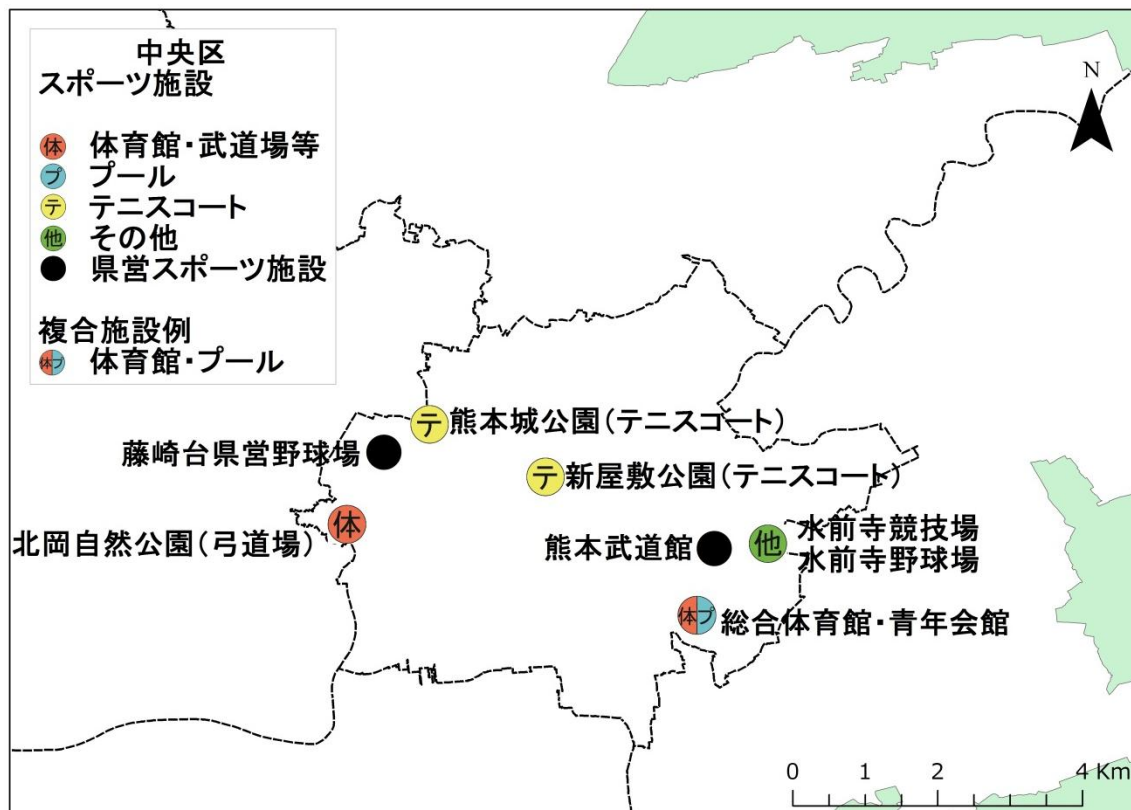 中央区
スポーツ施設
体 体育館・武道場等
プ プール
テ テニスコート
他 その他
県営スポーツ施設
複合施設例
体プ 体育館・プール
N
テ 熊本城公園(テニスコート)
藤崎台県営野球場
テ 新屋敷公園(テニスコート)
体
北岡自然公園(弓道場)
熊本武道館
他 水前寺競技場
水前寺野球場
体プ 総合体育館・青年会館
0 1 2 4 Km